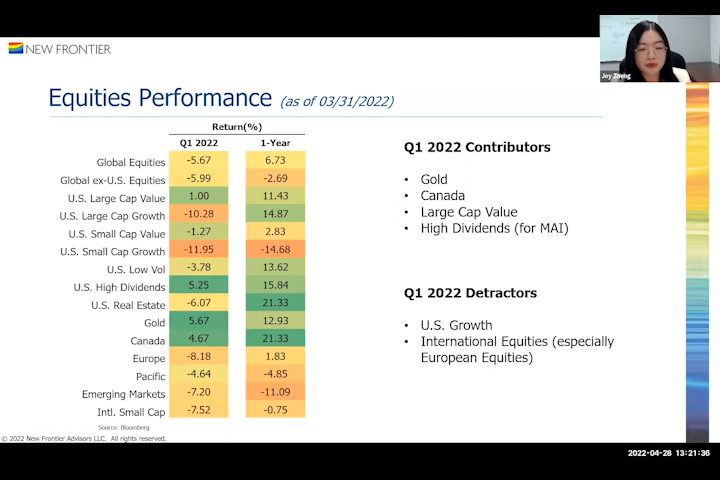 NEW FRONTIER
Joy Zheng
Equities Performance (as of 03/31/2022)
Return(%)
Q1 2022 1-Year
Global Equities -5.67 6.73
Global ex-U.S. Equities -5.99 -2.69
U.S. Large Cap Value 1.00 11.43
U.S. Large Cap Growth -10.28 14.87
U.S. Small Cap Value -1.27 2.83
U.S. Small Cap Growth -11.95 -14.68
U.S. Low Vol -3.78 13.62
U.S. High Dividends 5.25 15.84
U.S. Real Estate -6.07 21.33
Gold 5.67 12.93
Canada 4.67 21.33
Europe -8.18 1.83
Pacific -4.64 -4.85
Emerging Markets -7.20 -11.09
Intl. Small Cap -7.52 -0.75
Source: Bloomberg
Q1 2022 Contributors
• Gold
• Canada
• Large Cap Value
• High Dividends (for MAI)
Q1 2022 Detractors
• U.S. Growth
• International Equities (especially
European Equities)
© 2022 New Frontier Advisors LLC. All rights reserved.
2022-04-28 13:21:36